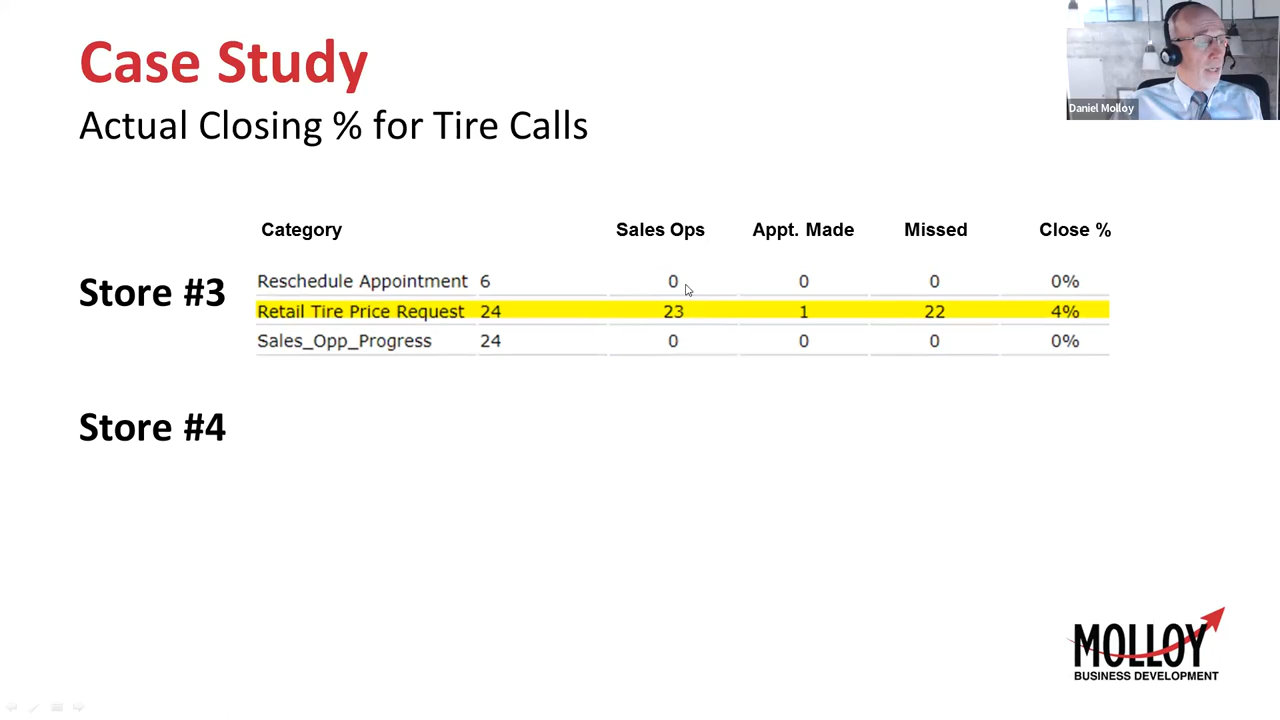 Case Study
Actual Closing % for Tire Calls
Daniel Molloy
Category Sales Ops Appt. Made Missed Close %
Store #3
Reschedule Appointment 6 0 0 0 0%
Retail Tire Price Request 24 23 1 22 4%
Sales_Opp_Progress 24 0 0 0 0%
Store #4
MOLLOY
BUSINESS DEVELOPMENT